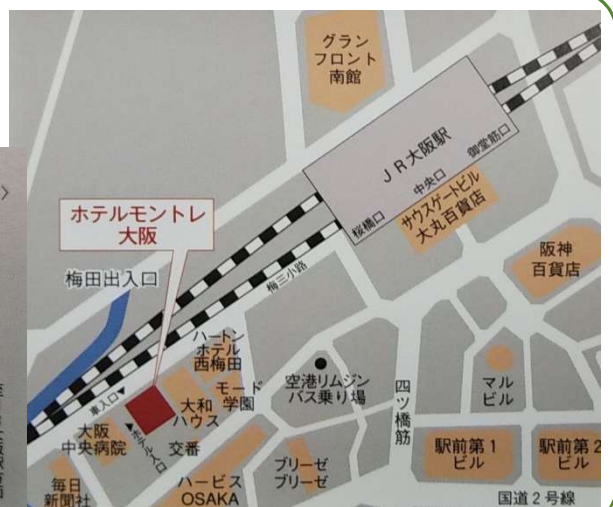 グラン
フロント
南館
JR大阪駅
御堂筋口
中央口
桜橋口
サウスゲートビル
大丸百貨店
阪神
百貨店
ホテルモントレ
大阪
梅田出入口
梅三小路
ハートン
ホテル
西梅田
モード
学園
大和
ハウス
空港リムジン
バス乗り場
四ツ橋筋
マル
ビル
車入口
ホテル入口
大阪
中央病院
交番
毎日
新聞社
ハービス
OSAKA
ブリーゼ
ブリーゼ
駅前第1
ビル
駅前第2
ビル
国道2号線